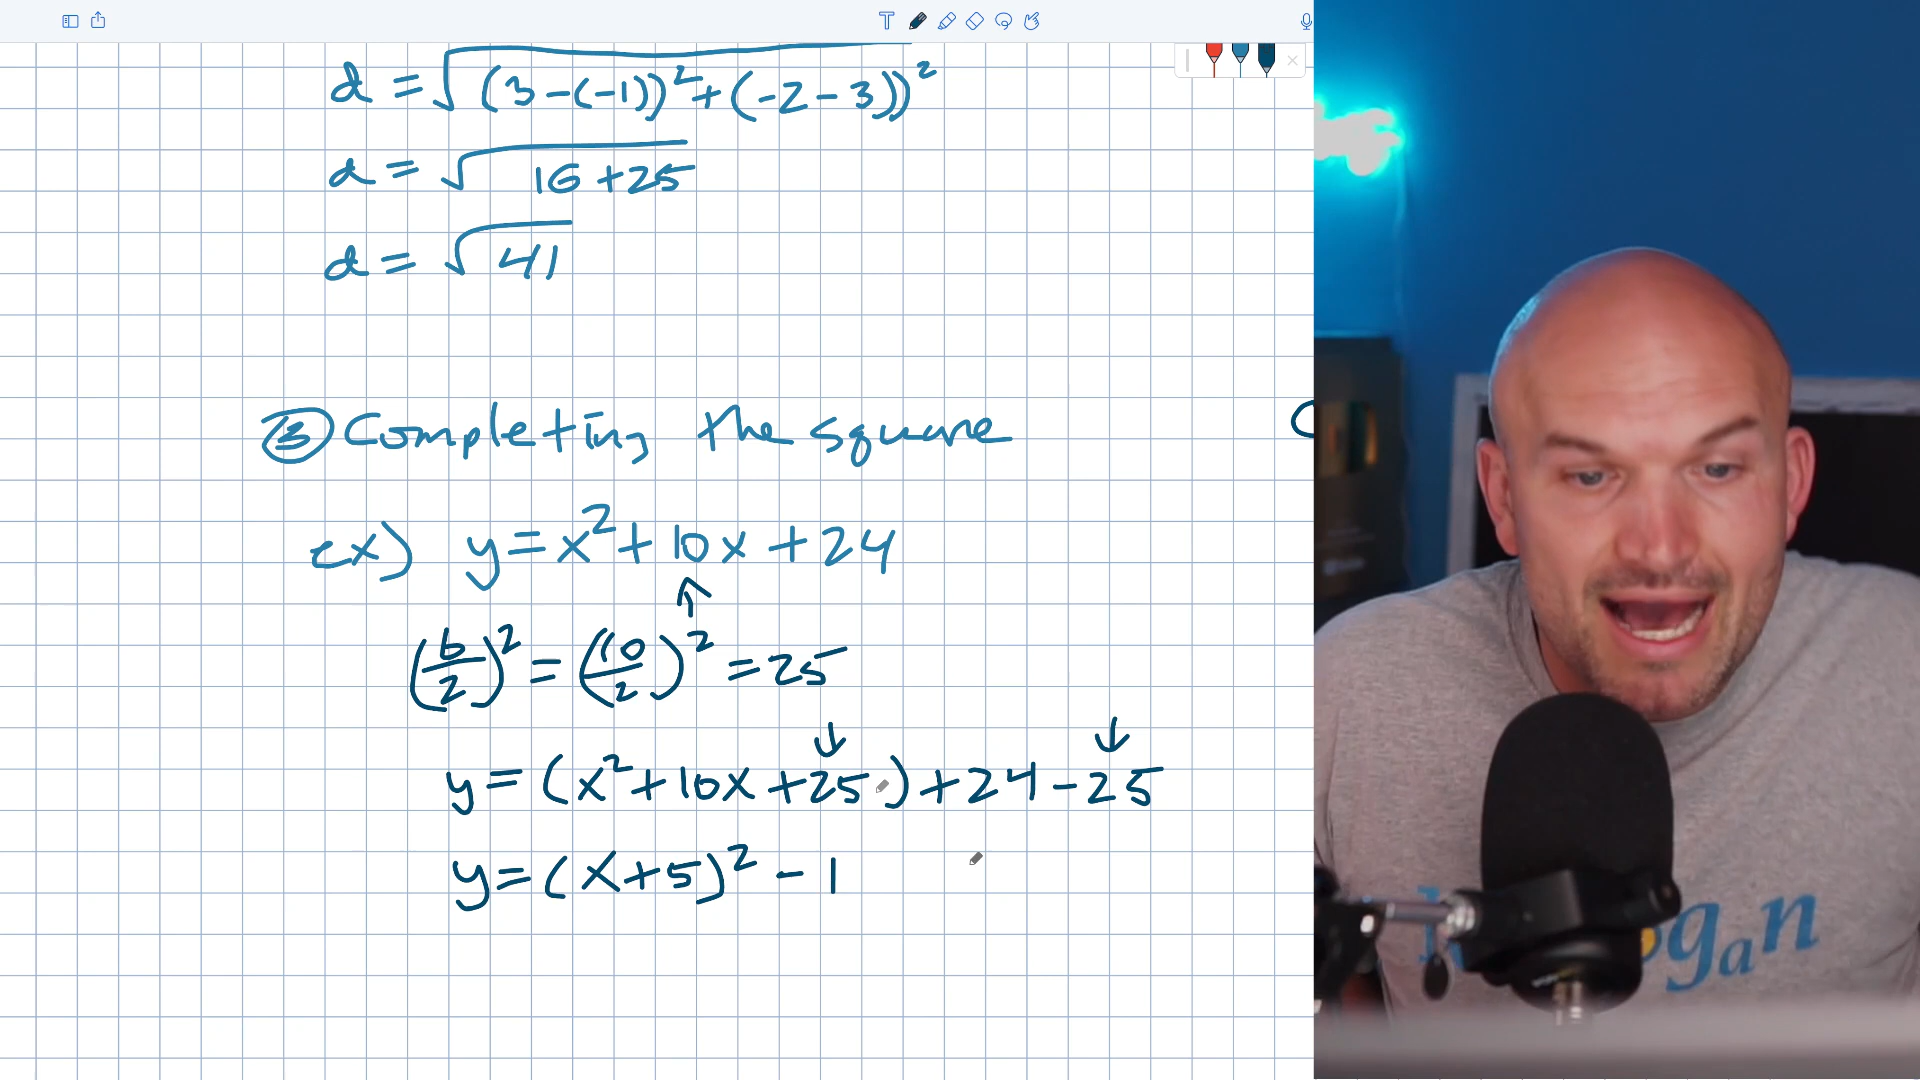 d = √(3-(-1))²+(-2-3))²
d = √16+25
d = √41
③ Completing the square
ex) y=x²+10x+24
↑
(b/2)² = (10/2)² = 25
↓ ↓
y= (x²+10x+25)+24-25
y=(x+5)²-1